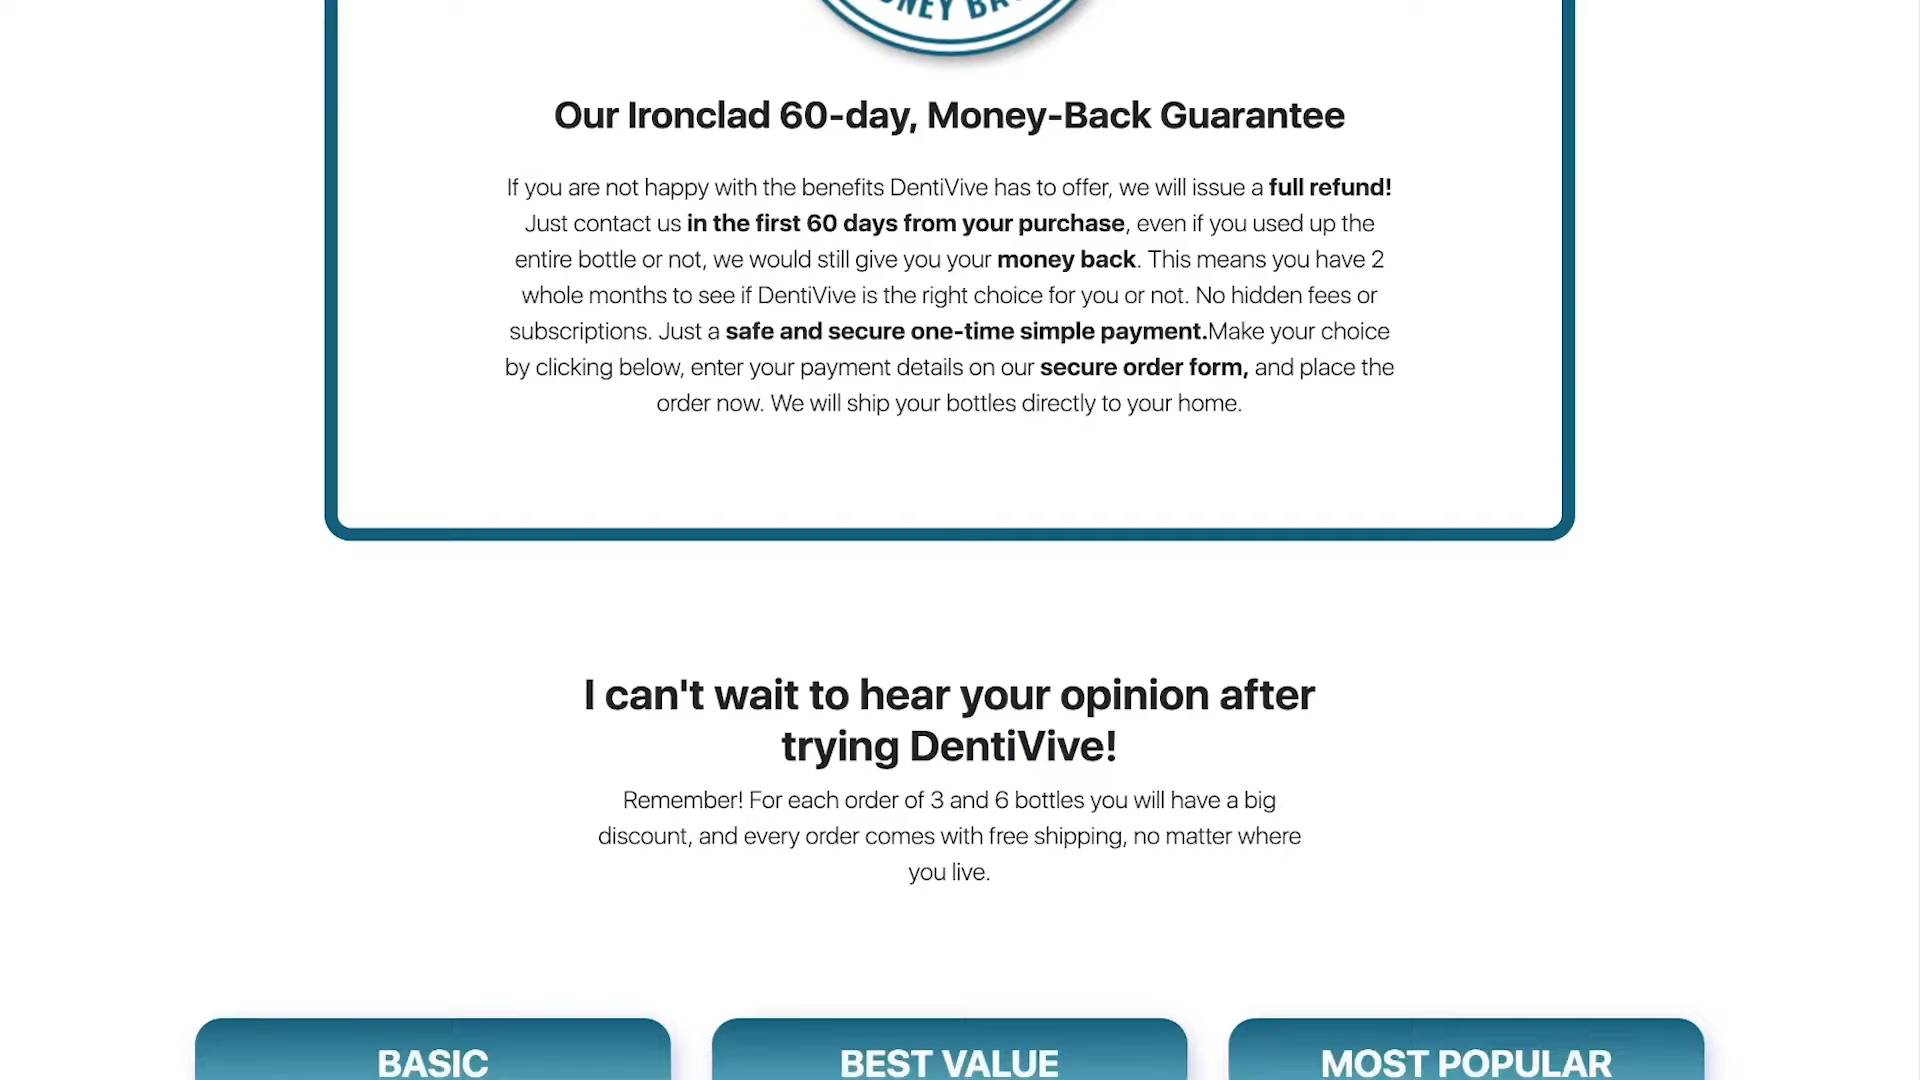 Our Ironclad 60-day, Money-Back Guarantee
If you are not happy with the benefits DentiVive has to offer, we will issue a full refund!
Just contact us in the first 60 days from your purchase, even if you used up the
entire bottle or not, we would still give you your money back. This means you have 2
whole months to see if DentiVive is the right choice for you or not. No hidden fees or
subscriptions. Just a safe and secure one-time simple payment.Make your choice
by clicking below, enter your payment details on our secure order form, and place the
order now. We will ship your bottles directly to your home.
I can't wait to hear your opinion after
trying DentiVive!
Remember! For each order of 3 and 6 bottles you will have a big
discount, and every order comes with free shipping, no matter where
you live.
BASIC
BEST VALUE
MOST POPULAR